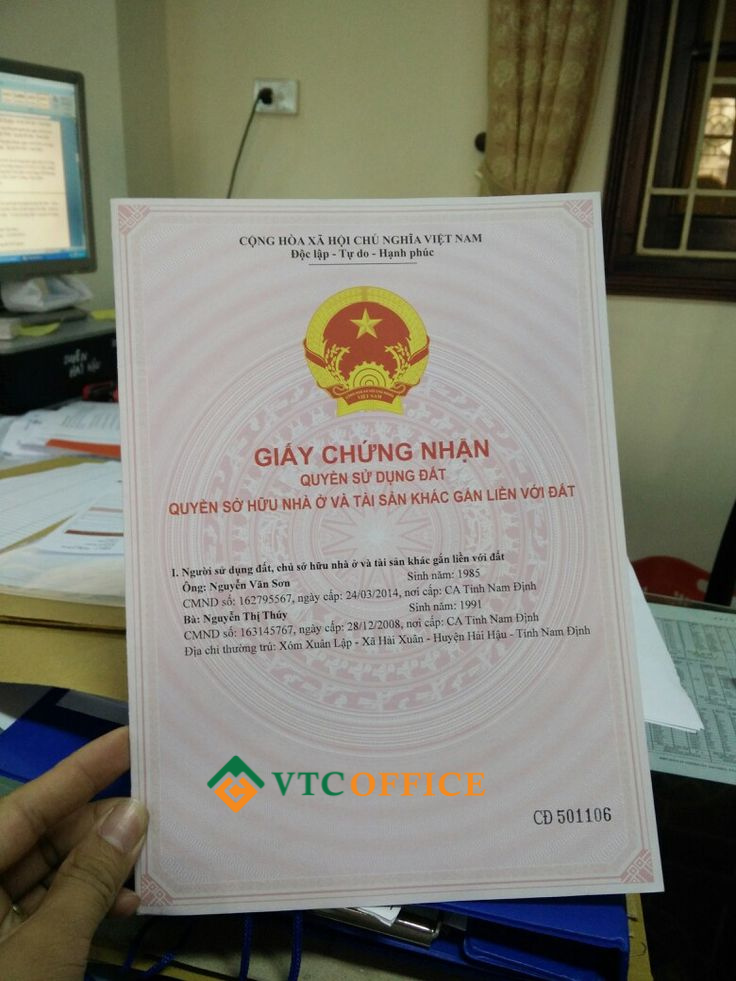 CỘNG HÒA XÃ HỘI CHỦ NGHĨA VIỆT NAM
Độc lập - Tự do - Hạnh phúc
VIỆT NAM
GIẤY CHỨNG NHẬN
QUYỀN SỬ DỤNG ĐẤT
QUYỀN SỞ HỮU NHÀ Ở VÀ TÀI SẢN KHÁC GẮN LIỀN VỚI ĐẤT
I. Người sử dụng đất, chủ sở hữu nhà ở và tài sản khác gắn liền với đất
Ông: Nguyễn Văn Sơn Sinh năm: 1985
CMND số: 162795567, ngày cấp: 24/03/2014, nơi cấp: CA Tỉnh Nam Định
Bà: Nguyễn Thị Thúy Sinh năm: 1991
CMND số: 163145767, ngày cấp: 28/12/2008, nơi cấp: CA Tỉnh Nam Định
Địa chỉ thường trú: Xóm Xuân Lập - Xã Hải Xuân - Huyện Hải Hậu - Tỉnh Nam Định
VTC OFFICE
CĐ 501106